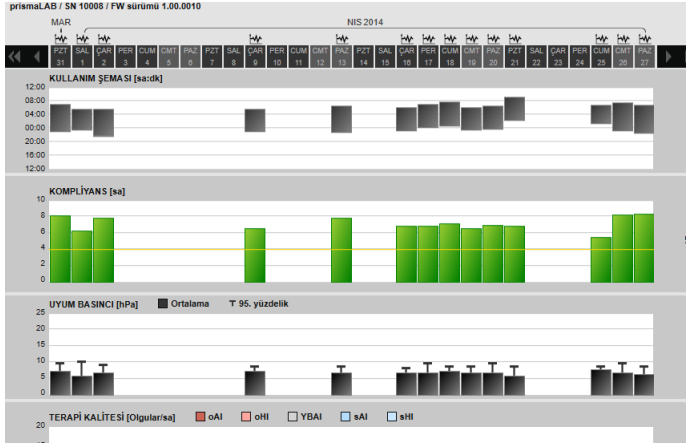 prismaLAB / SN 10008 / FW sürümü 1.00.0010
MAR NIS 2014
PZT SAL ÇAR PER CUM CMT PAZ PZT SAL ÇAR PER CUM CMT PAZ PZT SAL ÇAR PER CUM CMT PAZ PZT SAL ÇAR PER CUM CMT PAZ
31 1 2 3 4 5 6 7 8 9 10 11 12 13 14 15 16 17 18 19 20 21 22 23 24 25 26 27
KULLANIM ŞEMASI [sa:dk]
12:00
08:00
04:00
00:00
20:00
16:00
12:00
KOMPLİYANS [sa]
10
8
6
4
2
0
UYUM BASINCI [hPa] Ortalama 95. yüzdelik
25
20
15
10
5
0
TERAPİ KALİTESİ [Olgular/sa] oAI oHI YBAI sAI sHI
20